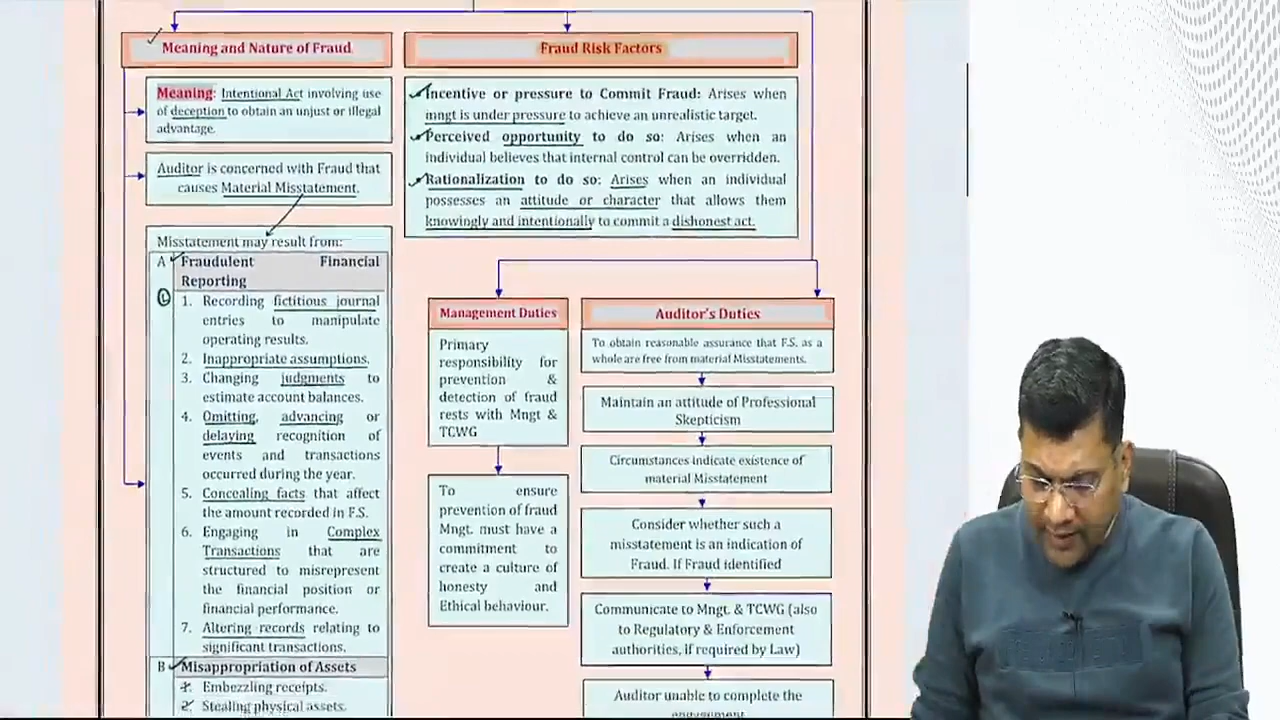 Meaning and Nature of Fraud
Meaning: Intentional Act involving use
of deception to obtain an unjust or illegal
advantage.
Auditor is concerned with Fraud that
causes Material Misstatement.
Misstatement may result from:
A Fraudulent Financial
Reporting
1. Recording fictitious journal
entries to manipulate
operating results.
2. Inappropriate assumptions.
3. Changing judgments to
estimate account balances.
4. Omitting, advancing or
delaying recognition of
events and transactions
occurred during the year.
5. Concealing facts that affect
the amount recorded in F.S.
6. Engaging in Complex
Transactions that are
structured to misrepresent
the financial position or
financial performance.
7. Altering records relating to
significant transactions.
B Misappropriation of Assets
1. Embezzling receipts.
2. Stealing physical assets.
Fraud Risk Factors
Incentive or pressure to Commit Fraud: Arises when
mngt is under pressure to achieve an unrealistic target.
Perceived opportunity to do so: Arises when an
individual believes that internal control can be overridden.
Rationalization to do so: Arises when an individual
possesses an attitude or character that allows them
knowingly and intentionally to commit a dishonest act.
Management Duties
Primary
responsibility for
prevention &
detection of fraud
rests with Mngt &
TCWG
To ensure
prevention of fraud
Mngt. must have a
commitment to
create a culture of
honesty and
Ethical behaviour.
Auditor's Duties
To obtain reasonable assurance that F.S. as a
whole are free from material Misstatements.
Maintain an attitude of Professional
Skepticism
Circumstances indicate existence of
material Misstatement
Consider whether such a
misstatement is an indication of
Fraud. If Fraud identified
Communicate to Mngt. & TCWG (also
to Regulatory & Enforcement
authorities, if required by Law)
Auditor unable to complete the